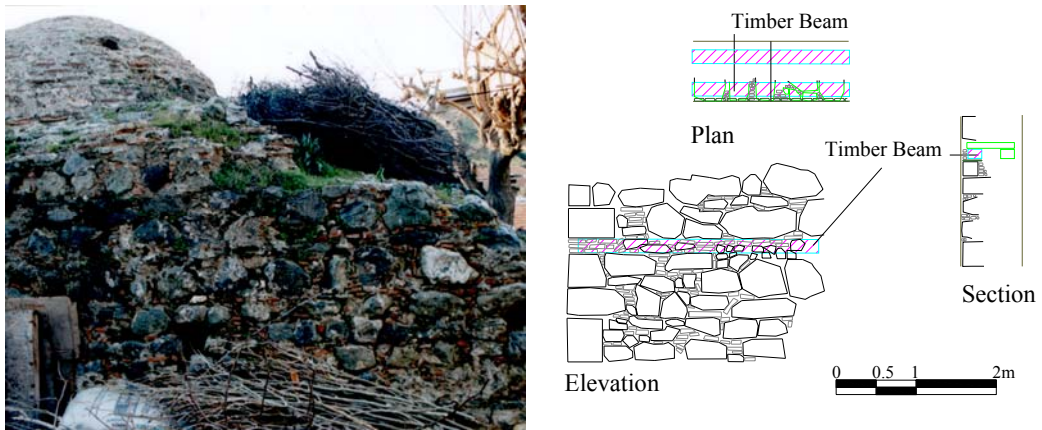 Timber Beam
Plan
Timber Beam
Section
Elevation
0 0.5 1 2m